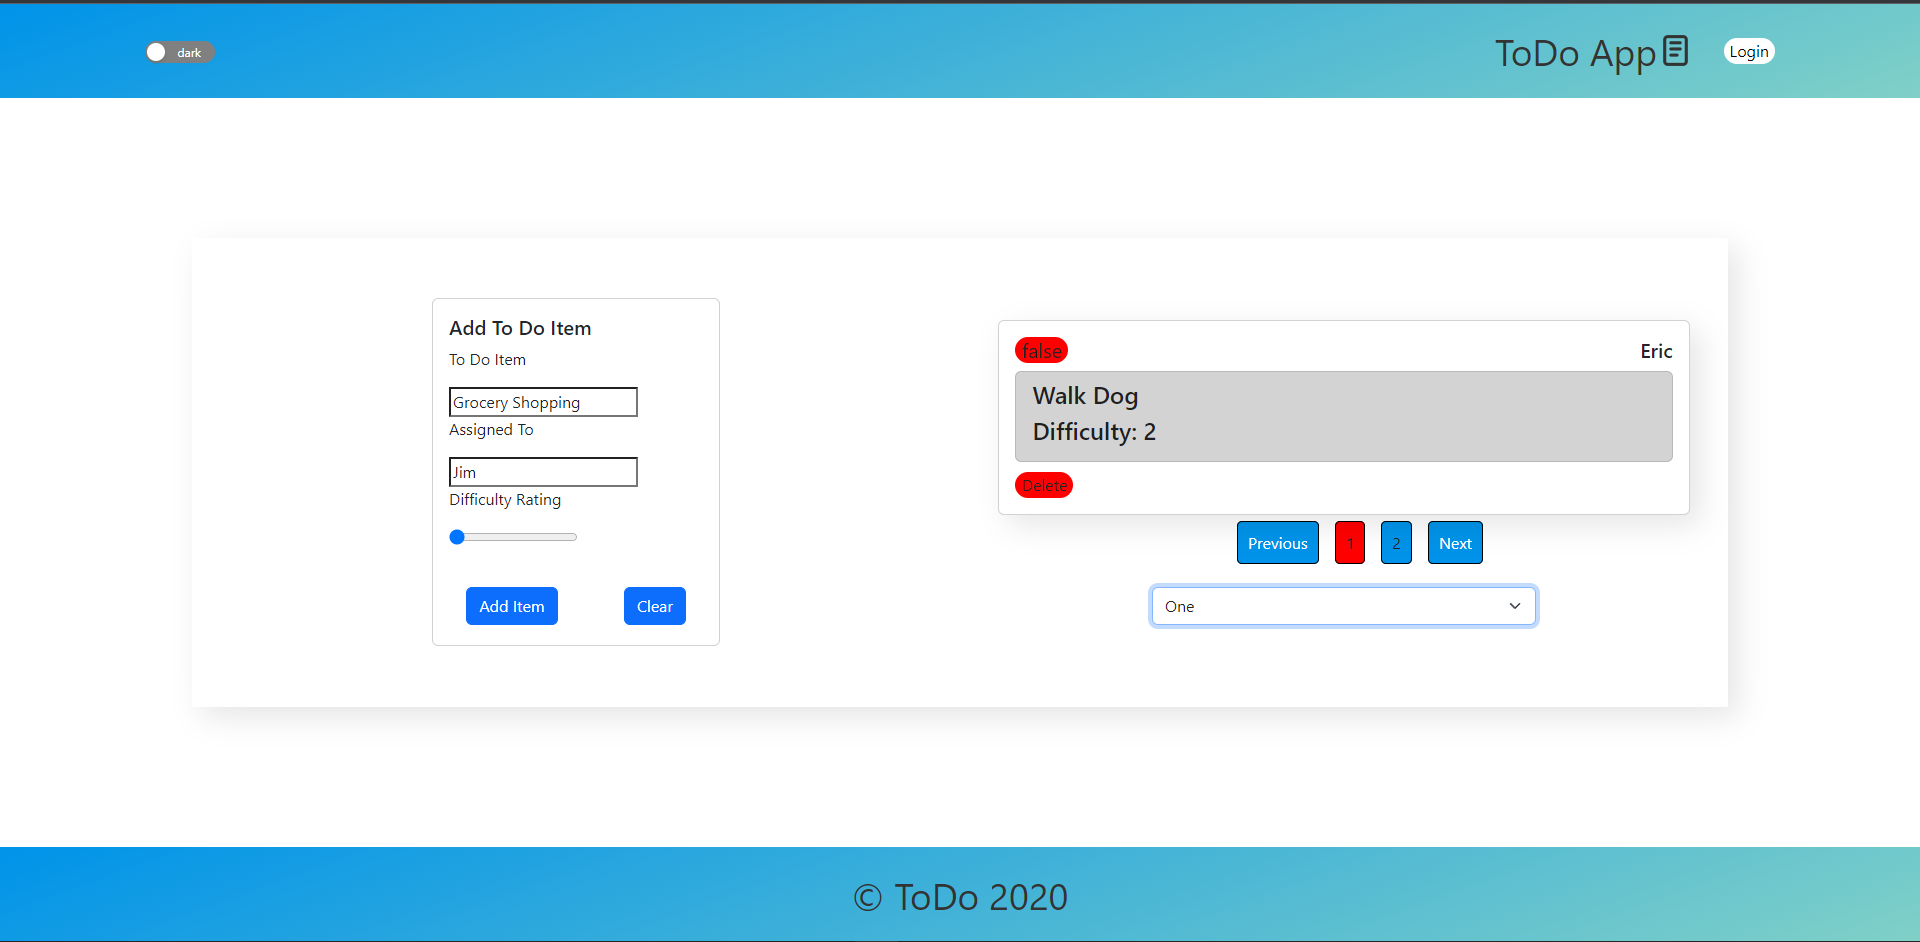 dark
ToDo App
Login
Add To Do Item
To Do Item
Grocery Shopping
Assigned To
Jim
Difficulty Rating
Add Item
Clear
false
Eric
Walk Dog
Difficulty: 2
Delete
Previous 1 2 Next
One
© ToDo 2020